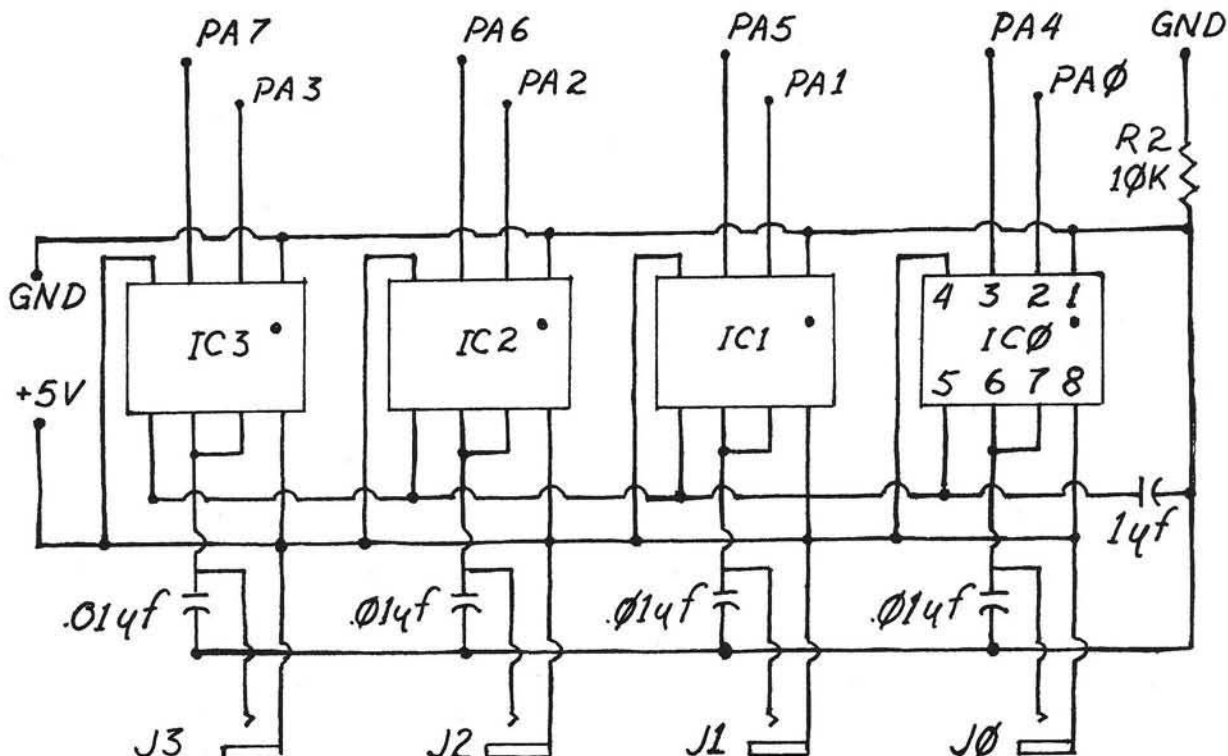 PA7
PA6
PA5
PA4
GND
PA3
PA2
PA1
PAØ
R2
1ØK
GND
4 3 2 1
IC3
IC2
IC1
ICØ
+5V
5 6 7 8
1µf
.01µf
.Ø1µf
.Ø1µf
.Ø1µf
J3
J2
J1
JØ